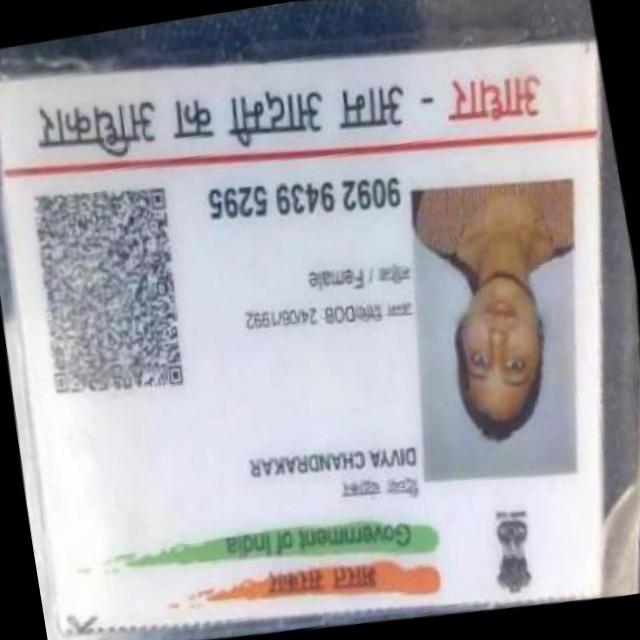 भारत सरकार
Government of India
दिव्या चंद्राकर
DIVYA CHANDRAKAR
जन्म तिथि/DOB: 24/06/1992
महिला / Female
9092 9439 5295
आधार - आम आदमी का अधिकार